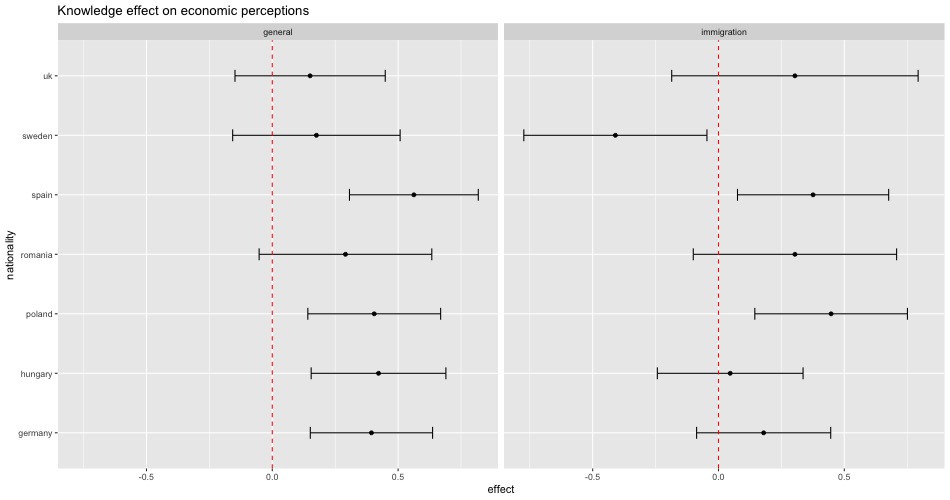 Knowledge effect on economic perceptions
general immigration
uk
sweden
spain
romania
poland
hungary
germany
nationality
-0.5 0.0 0.5 -0.5 0.0 0.5
effect